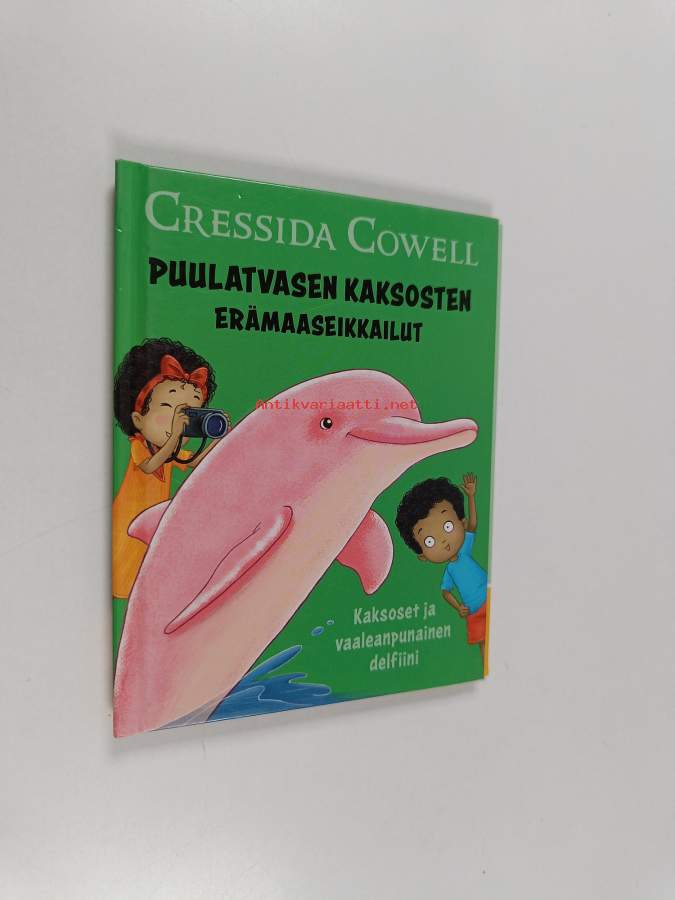 CRESSIDA COWELL
PUULATVASEN KAKSOSTEN
ERÄMAASEIKKAILUT
Antikvariaatti.net
Kaksoset ja
vaaleanpunainen
delfiini